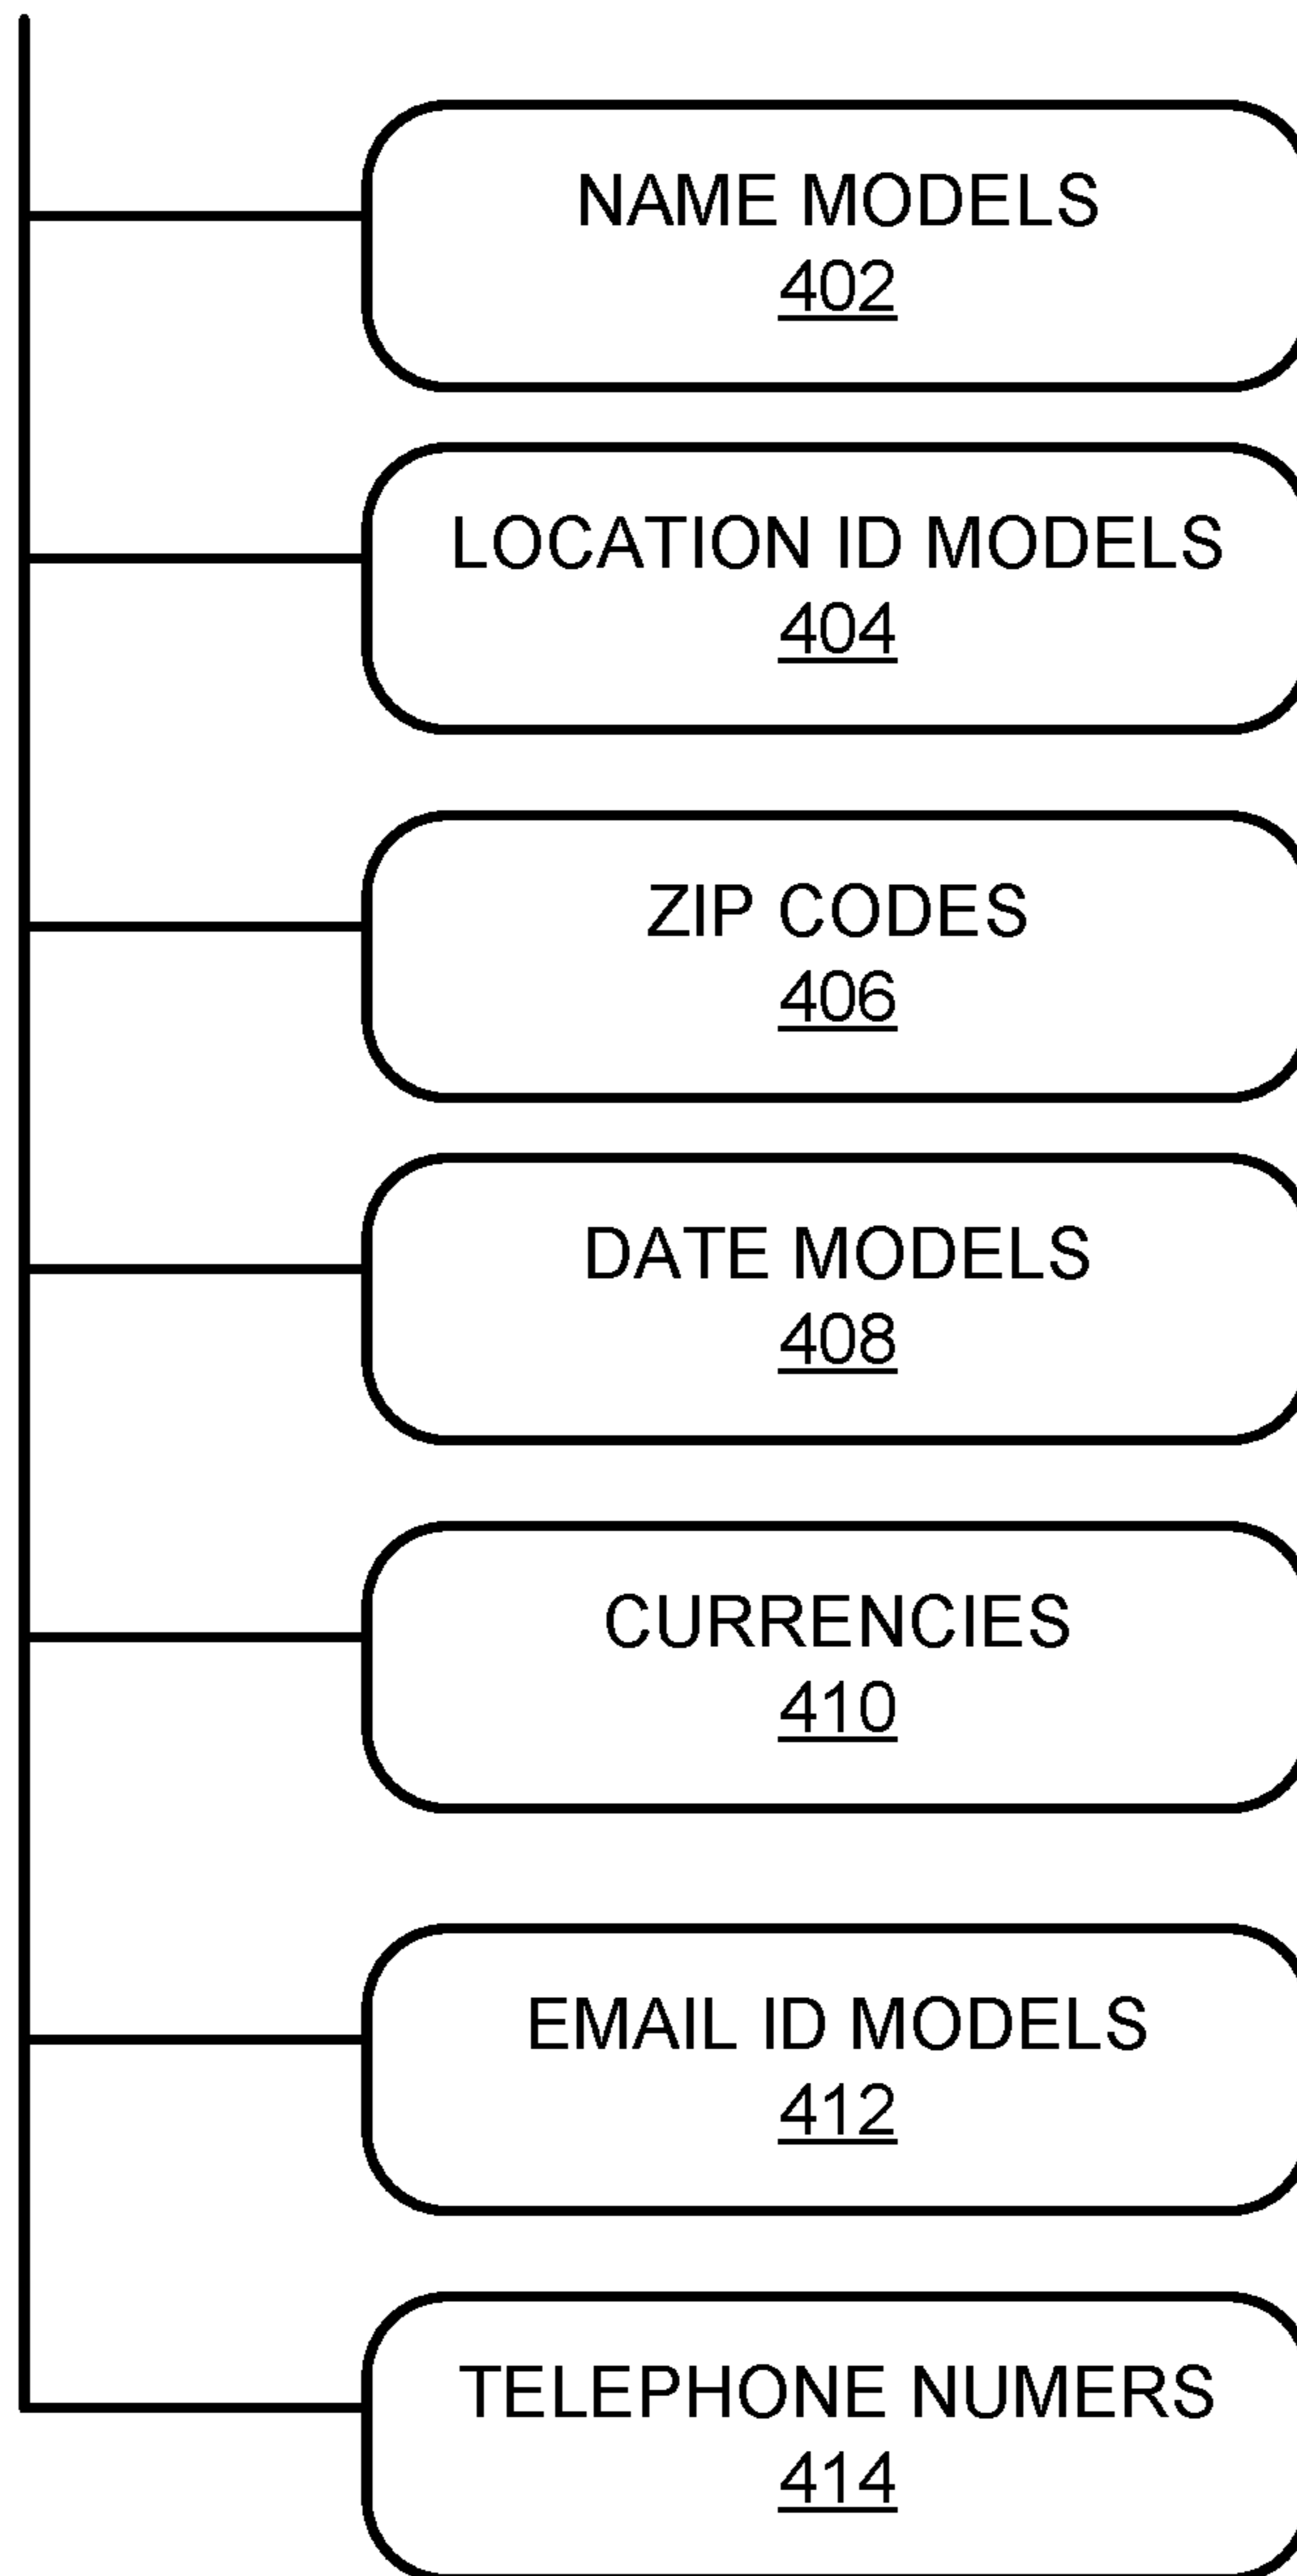 NAME MODELS
402
LOCATION ID MODELS
404
ZIP CODES
406
DATE MODELS
408
CURRENCIES
410
EMAIL ID MODELS
412
TELEPHONE NUMERS
414